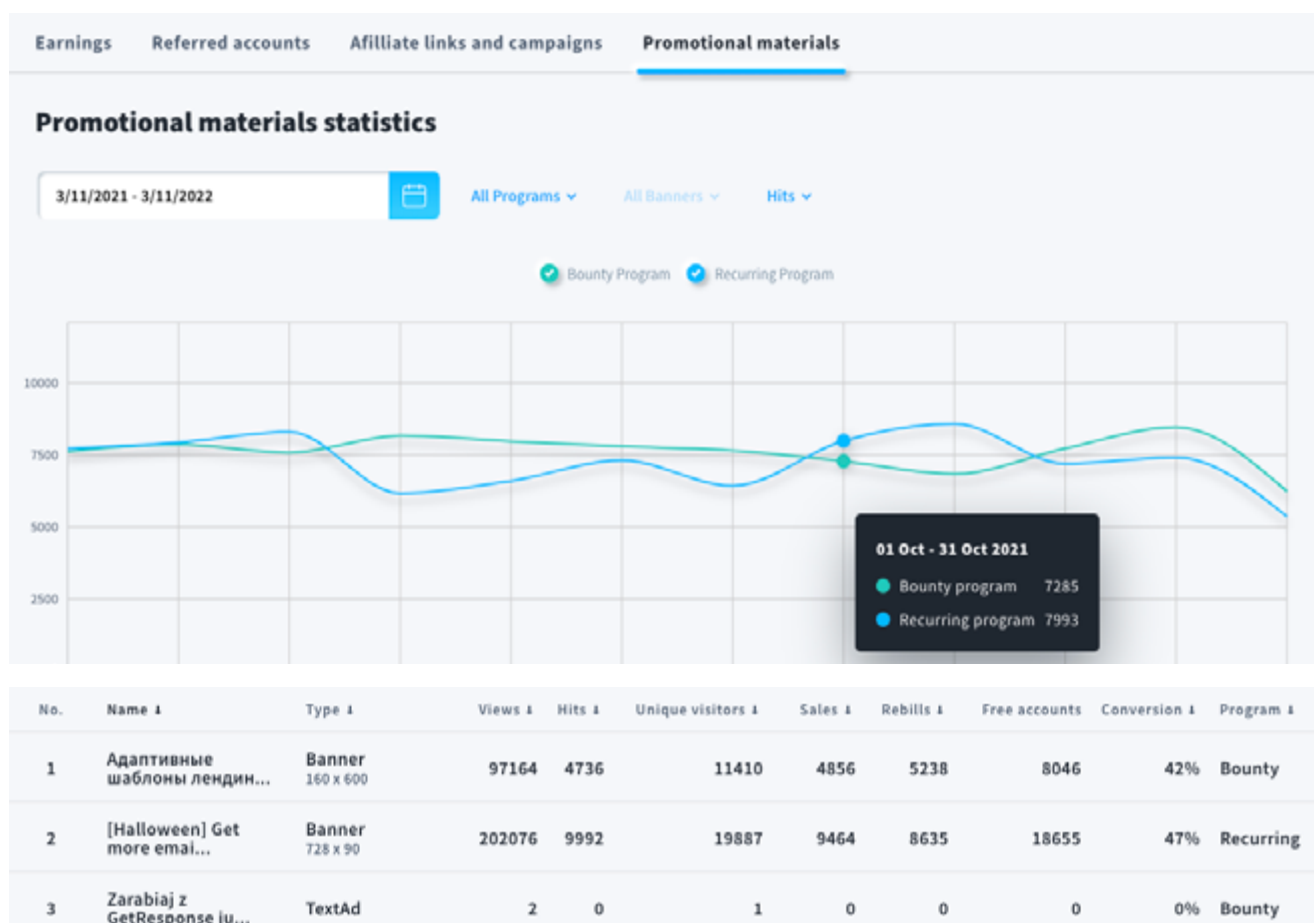 Earnings Referred accounts Afilliate links and campaigns Promotional materials
Promotional materials statistics
3/11/2021 - 3/11/2022 All Programs All Banners Hits
Bounty Program Recurring Program
10000
7500
5000
2500
01 Oct - 31 Oct 2021
Bounty program 7285
Recurring program 7993
No. Name Type Views Hits Unique visitors Sales Rebills Free accounts Conversion Program
1 Адаптивные шаблоны лендин... Banner 160 x 600 97164 4736 11410 4856 5238 8046 42% Bounty
2 [Halloween] Get more emai... Banner 728 x 90 202076 9992 19887 9464 8635 18655 47% Recurring
3 Zarabiaj z GetResponse ju... TextAd 2 0 1 0 0 0 0% Bounty